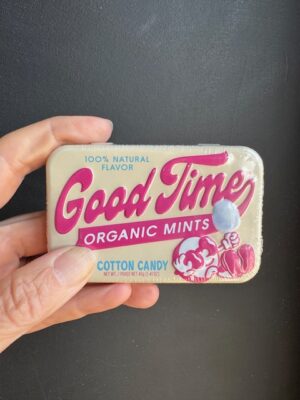 100% NATURAL
FLAVOR
Good Time
ORGANIC MINTS
COTTON CANDY